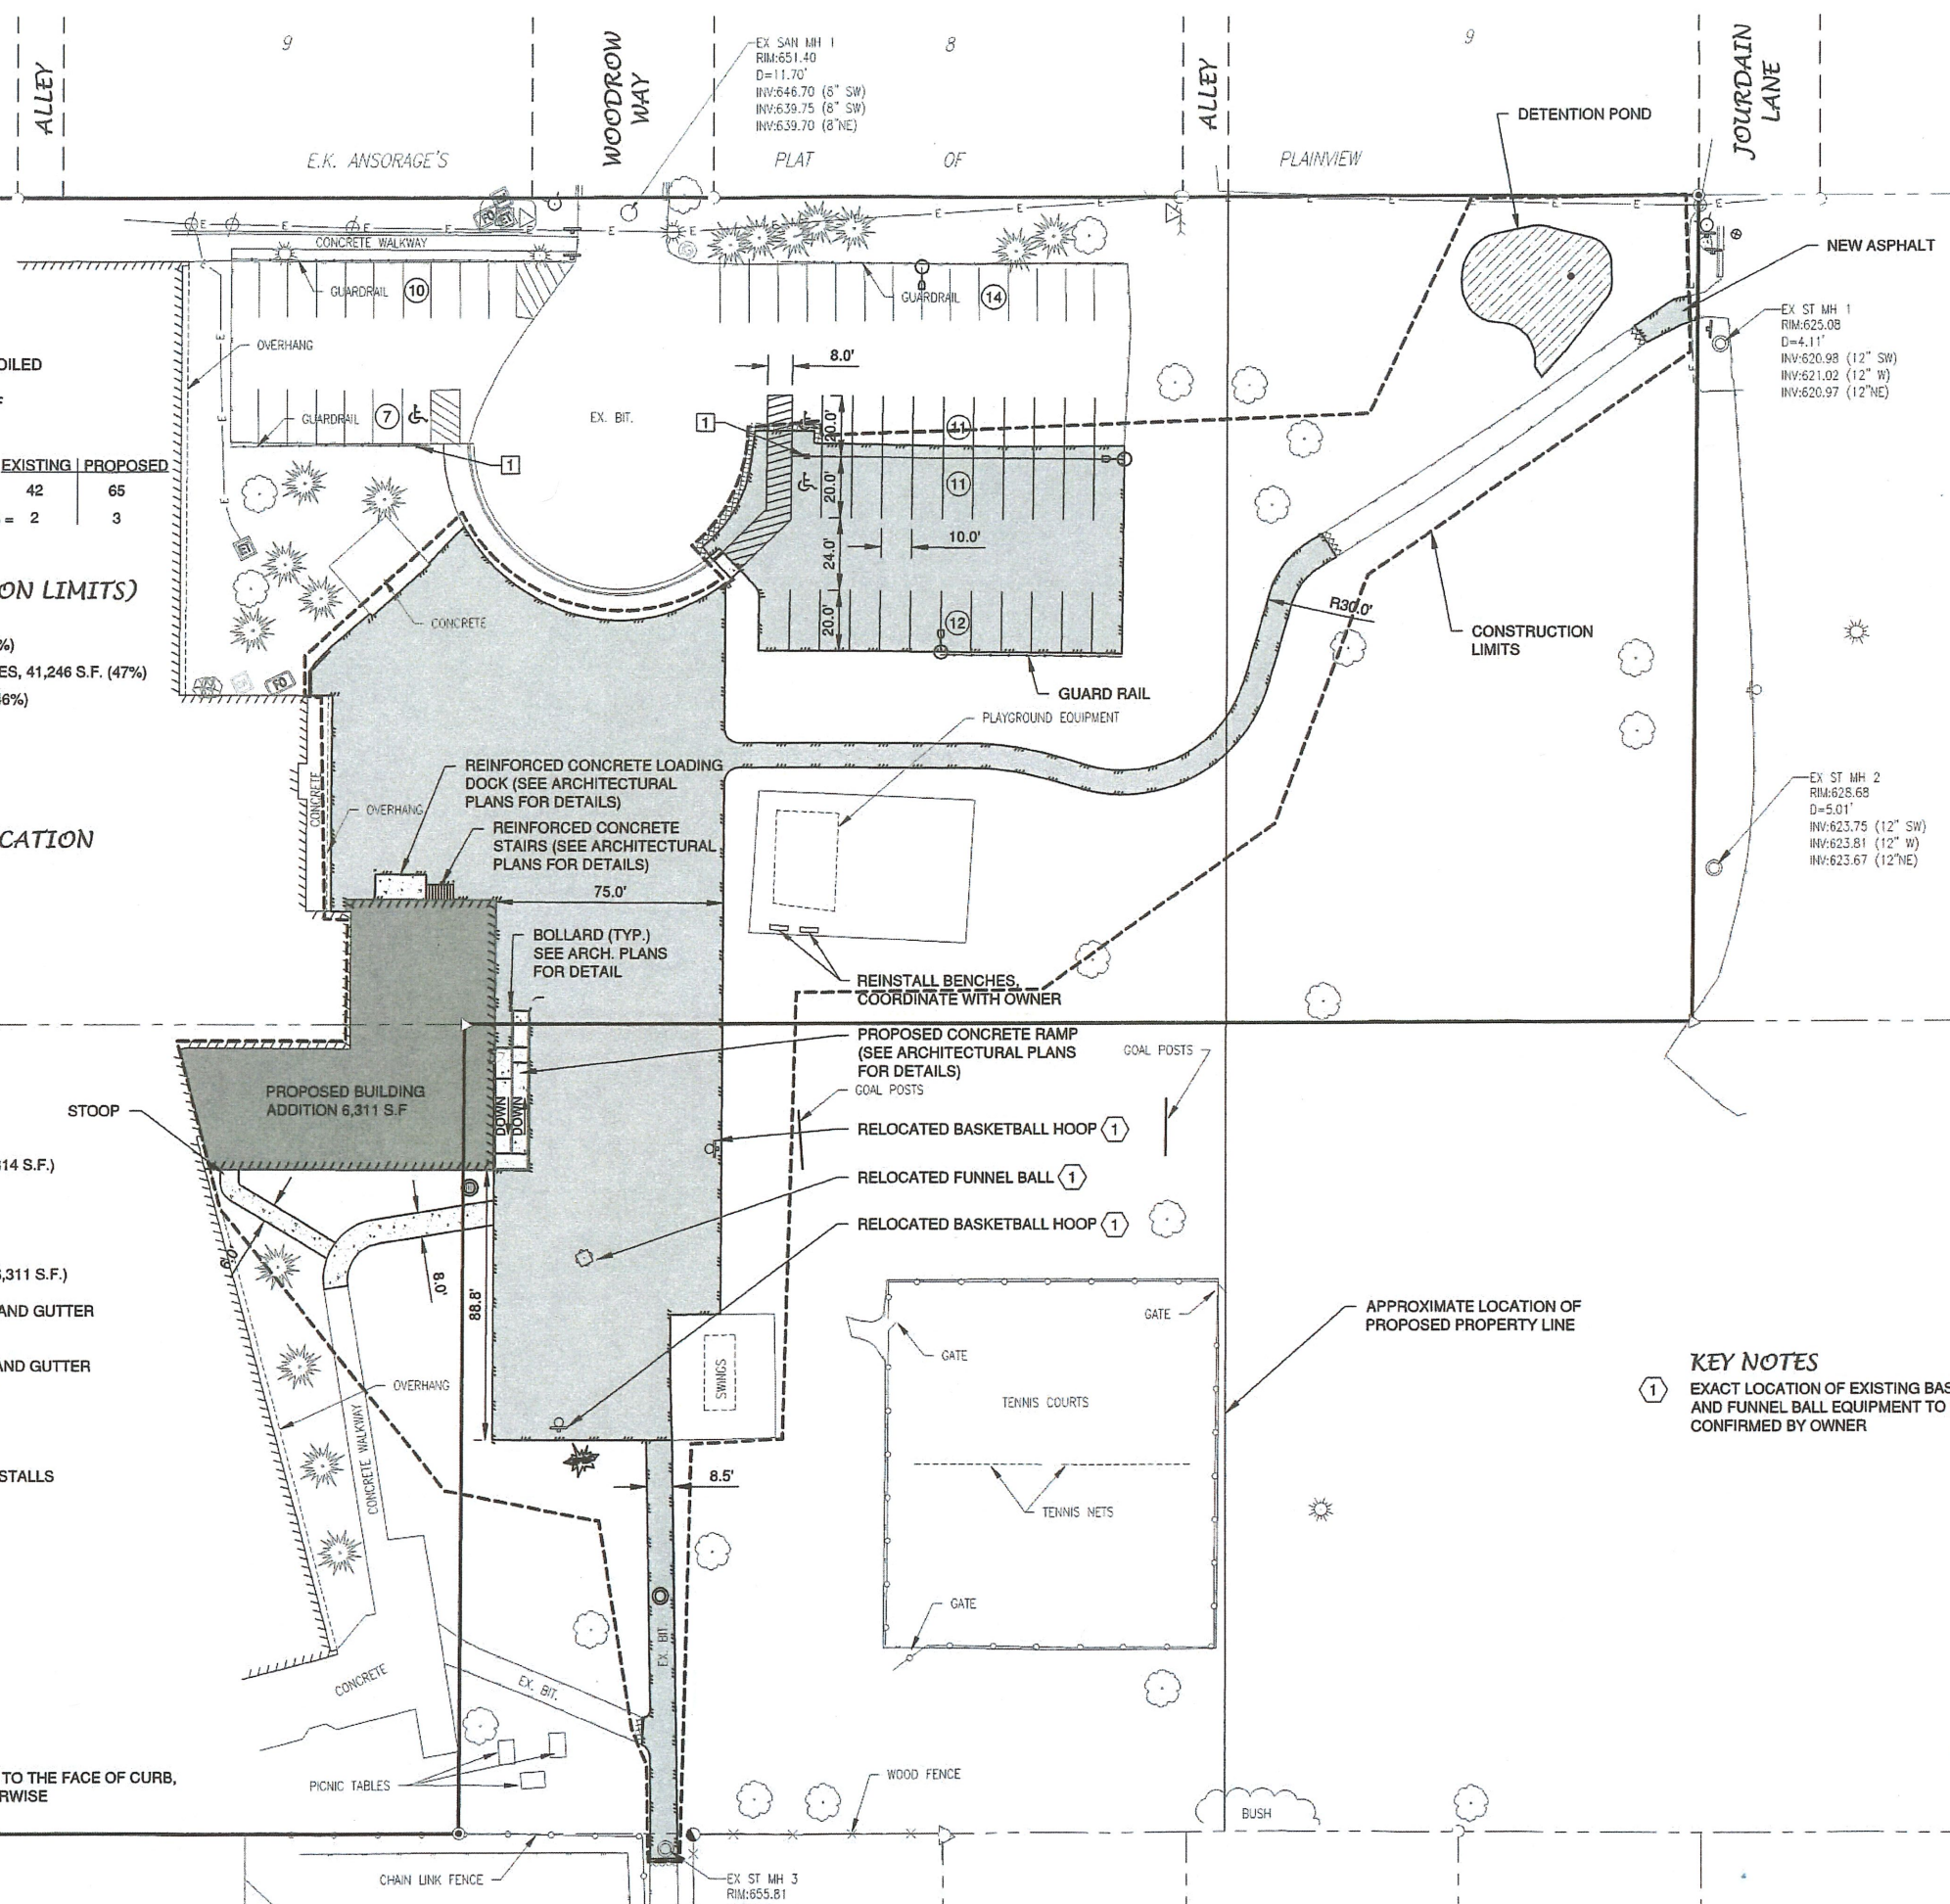 9
8
9
ALLEY
WOODROW
WAY
ALLEY
JOURDAIN
LANE
EX SAN MH 1
RIM:651.40
D=11.70'
INV:646.70 (8" SW)
INV:639.75 (8" SW)
INV:639.70 (8"NE)
DETENTION POND
E.K. ANSORAGE'S
PLAT
OF
PLAINVIEW
CONCRETE WALKWAY
GUARDRAIL
10
GUARDRAIL
14
NEW ASPHALT
EX ST MH 1
RIM:625.08
D=4.11'
INV:620.98 (12" SW)
INV:621.02 (12" W)
INV:620.97 (12"NE)
OVERHANG
8.0'
OILED
GUARDRAIL
7
EX. BIT.
1
20.0'
11
1
EXISTING PROPOSED
42 65
= 2 3
20.0'
11
24.0'
10.0'
ON LIMITS)
CONCRETE
20.0'
12
R30.0'
CONSTRUCTION
LIMITS
%)
ES, 41,246 S.F. (47%)
46%)
FO
GUARD RAIL
PLAYGROUND EQUIPMENT
REINFORCED CONCRETE LOADING
DOCK (SEE ARCHITECTURAL
PLANS FOR DETAILS)
CONCRETE
OVERHANG
REINFORCED CONCRETE
STAIRS (SEE ARCHITECTURAL
PLANS FOR DETAILS)
CATION
EX ST MH 2
RIM:628.68
D=5.01'
INV:623.75 (12" SW)
INV:623.81 (12" W)
INV:623.67 (12"NE)
75.0'
BOLLARD (TYP.)
SEE ARCH. PLANS
FOR DETAIL
REINSTALL BENCHES,
COORDINATE WITH OWNER
PROPOSED CONCRETE RAMP
(SEE ARCHITECTURAL PLANS
FOR DETAILS)
GOAL POSTS
GOAL POSTS
PROPOSED BUILDING
ADDITION 6,311 S.F
DOWN
DOWN
STOOP
RELOCATED BASKETBALL HOOP 1
RELOCATED FUNNEL BALL 1
RELOCATED BASKETBALL HOOP 1
14 S.F.)
6.0'
8.0'
88.8'
,311 S.F.)
AND GUTTER
AND GUTTER
GATE
GATE
APPROXIMATE LOCATION OF
PROPOSED PROPERTY LINE
SWINGS
OVERHANG
CONCRETE WALKWAY
TENNIS COURTS
KEY NOTES
1 EXACT LOCATION OF EXISTING BAS
AND FUNNEL BALL EQUIPMENT TO
CONFIRMED BY OWNER
STALLS
8.5'
TENNIS NETS
GATE
EX. BIT.
CONCRETE
EX. BIT.
PICNIC TABLES
WOOD FENCE
BUSH
TO THE FACE OF CURB,
RWISE
CHAIN LINK FENCE
EX ST MH 3
RIM:655.81